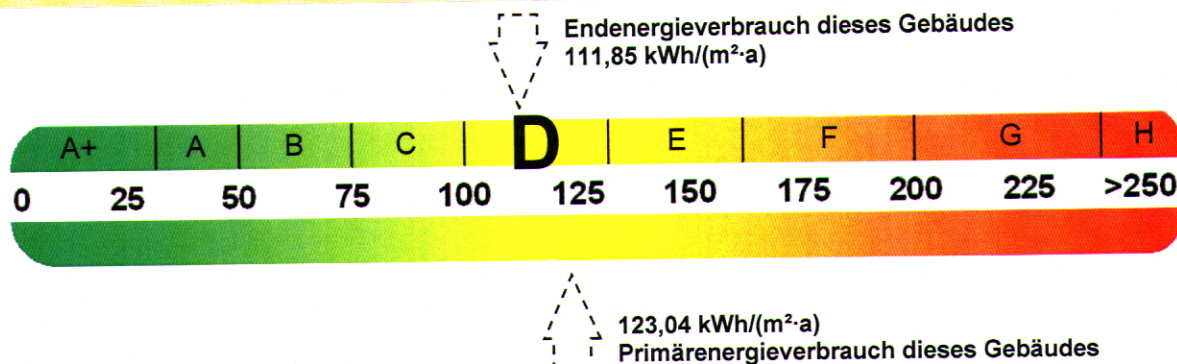 Endenergieverbrauch dieses Gebäudes
111,85 kWh/(m²·a)
A+ A B C D E F G H
0 25 50 75 100 125 150 175 200 225 >250
123,04 kWh/(m²·a)
Primärenergieverbrauch dieses Gebäudes